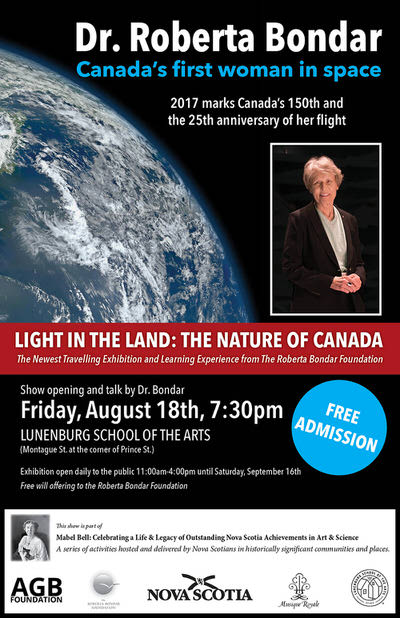 Dr. Roberta Bondar
Canada's first woman in space
2017 marks Canada's 150th and
the 25th anniversary of her flight
LIGHT IN THE LAND: THE NATURE OF CANADA
The Newest Travelling Exhibition and Learning Experience from The Roberta Bondar Foundation
Show opening and talk by Dr. Bondar
Friday, August 18th, 7:30pm
LUNENBURG SCHOOL OF THE ARTS
(Montague St. at the corner of Prince St.)
FREE
ADMISSION
Exhibition open daily to the public 11:00am-4:00pm until Saturday, September 16th
Free will offering to the Roberta Bondar Foundation
This show is part of
Mabel Bell: Celebrating a Life & Legacy of Outstanding Nova Scotia Achievements in Art & Science
A series of activities hosted and delivered by Nova Scotians in historically significant communities and places.
AGB
FOUNDATION
THE ROBERTA BONDAR
FOUNDATION
NOVA SCOTIA
Musique Royale